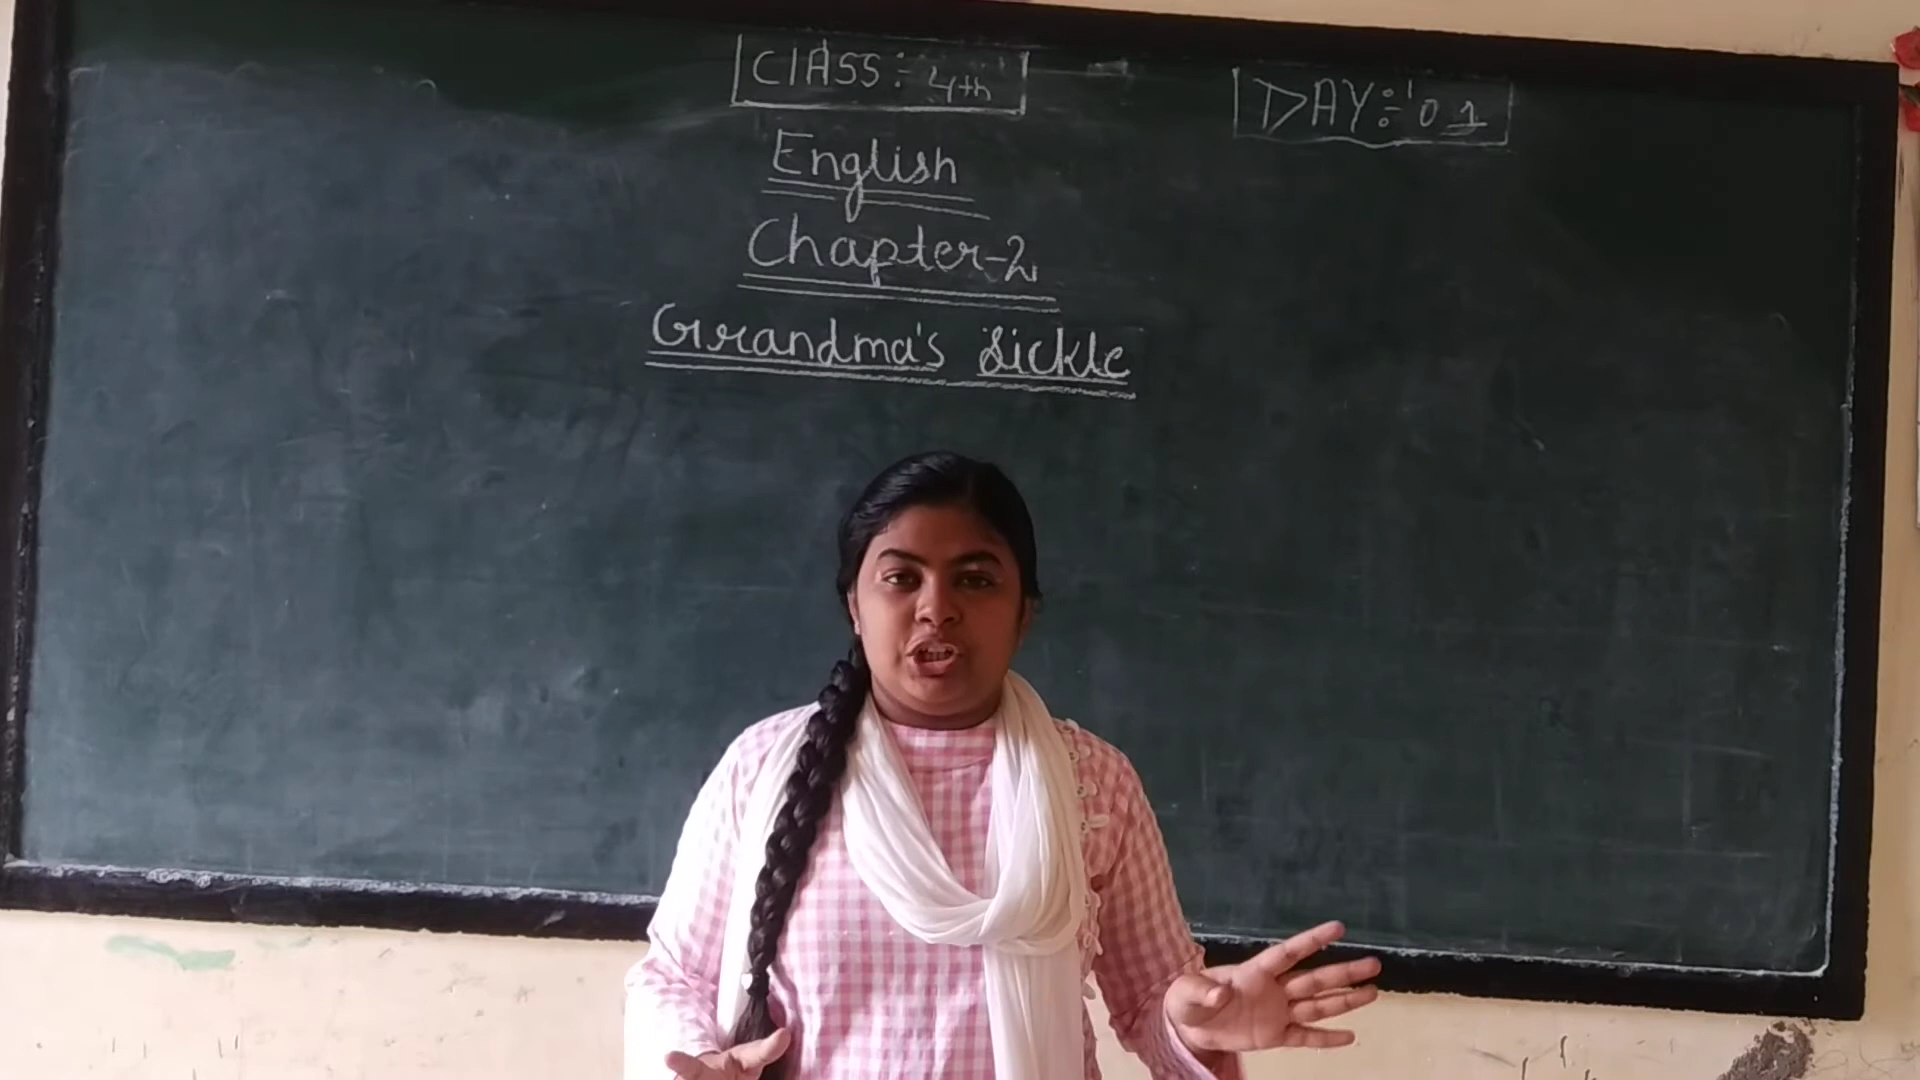 CLASS:- 4th
DAY:- 01
English
Chapter-2
Grandma's Sickle